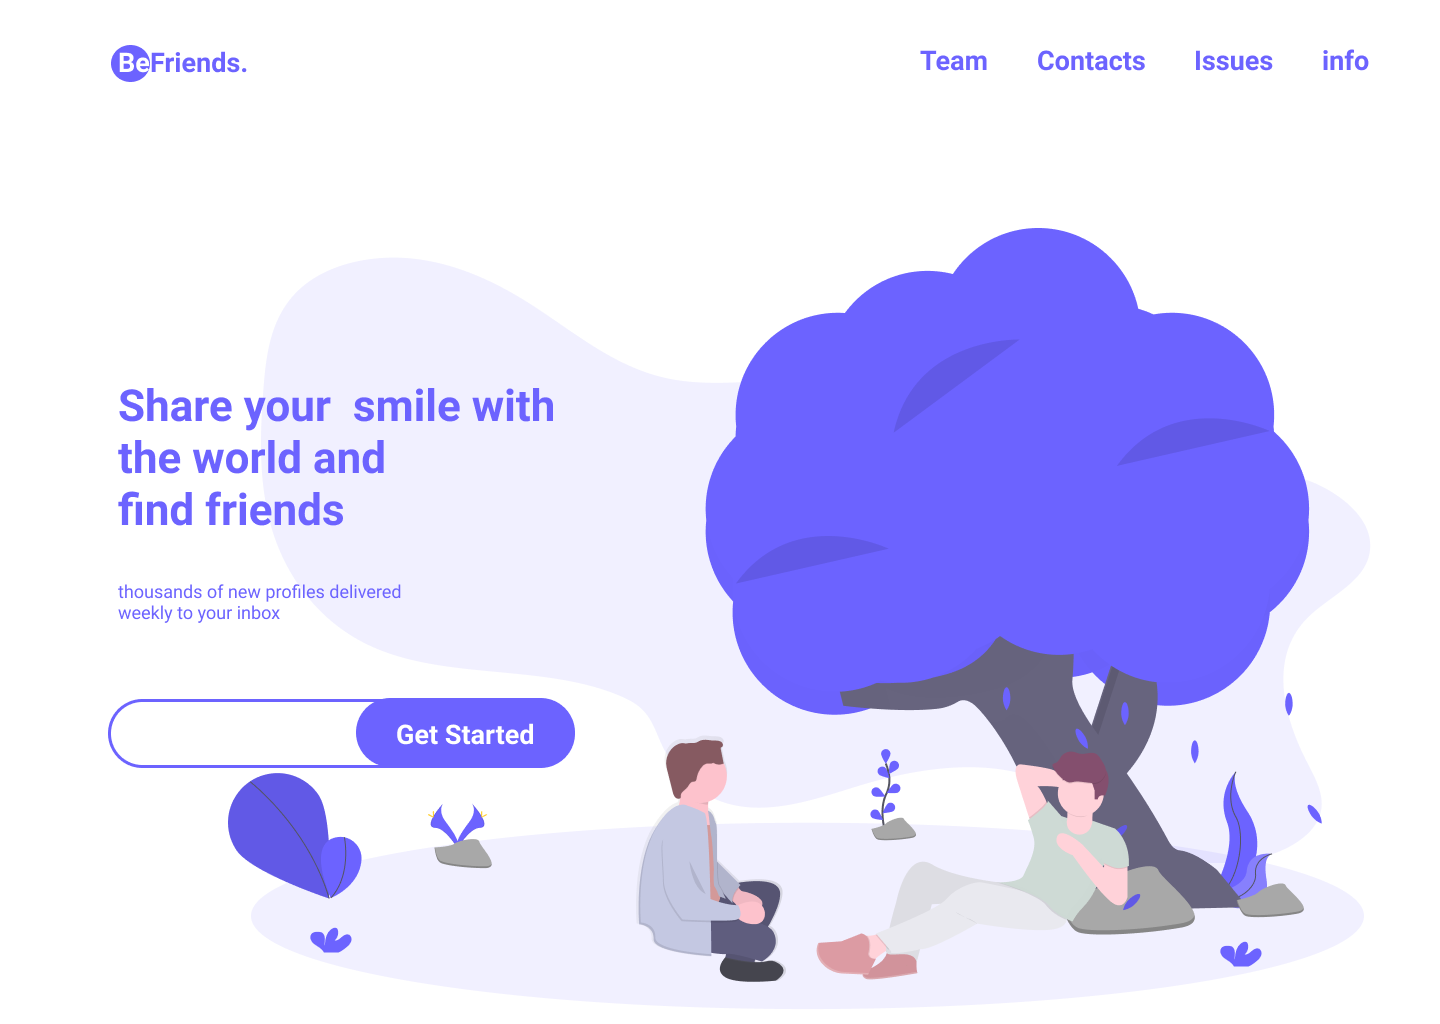 BeFriends.
Team Contacts Issues info
Share your smile with
the world and
find friends
thousands of new profiles delivered
weekly to your inbox
Get Started